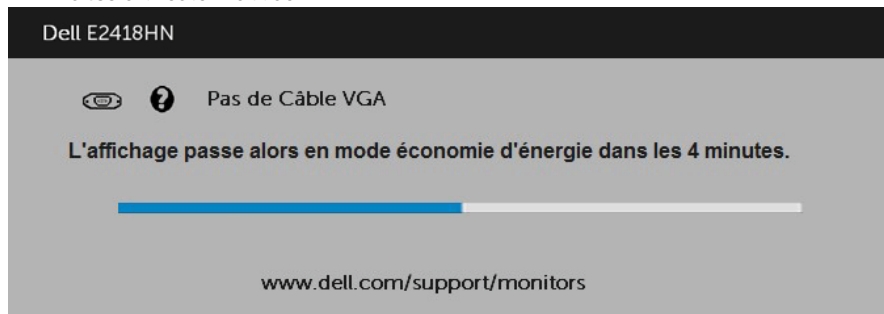 Dell E2418HN
Pas de Câble VGA
L'affichage passe alors en mode économie d'énergie dans les 4 minutes.
www.dell.com/support/monitors